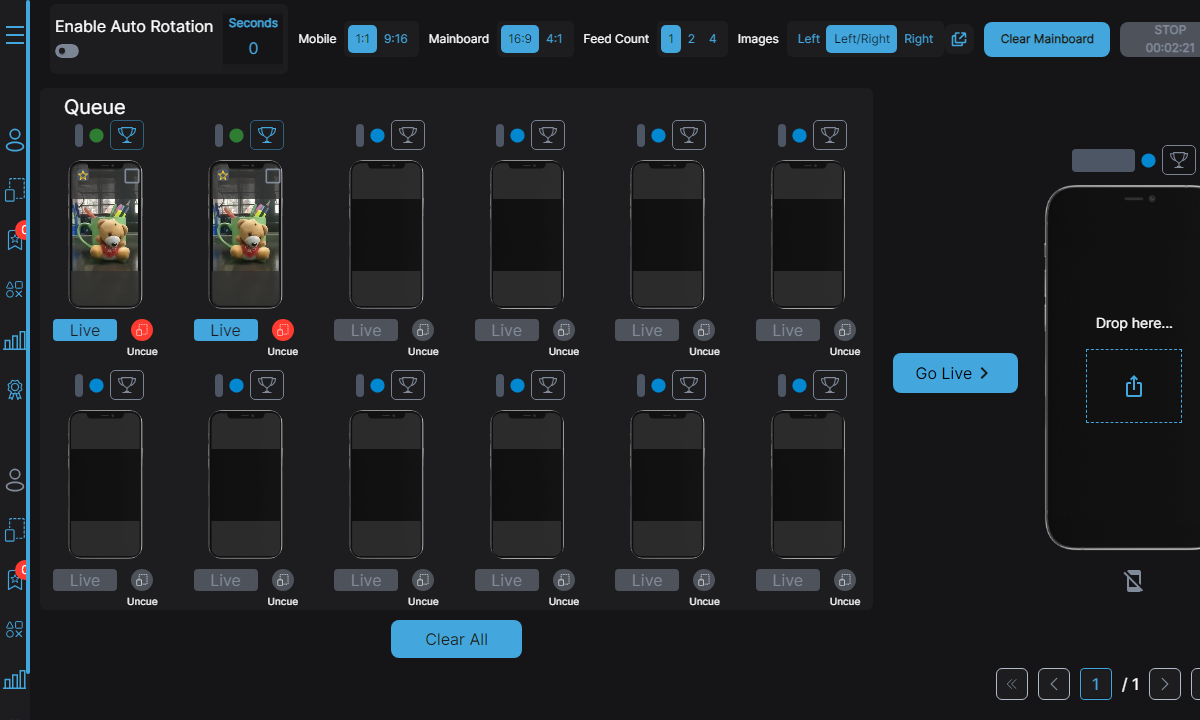 Enable Auto Rotation
Seconds
0
Mobile 1:1 9:16 Mainboard 16:9 4:1 Feed Count 1 2 4 Images Left Left/Right Right Clear Mainboard STOP
00:02:21
Queue
Live Live Live Live Live Live
Uncue Uncue Uncue Uncue Uncue Uncue
Drop here...
Go Live
Live Live Live Live Live Live
Uncue Uncue Uncue Uncue Uncue Uncue
Clear All
1 / 1